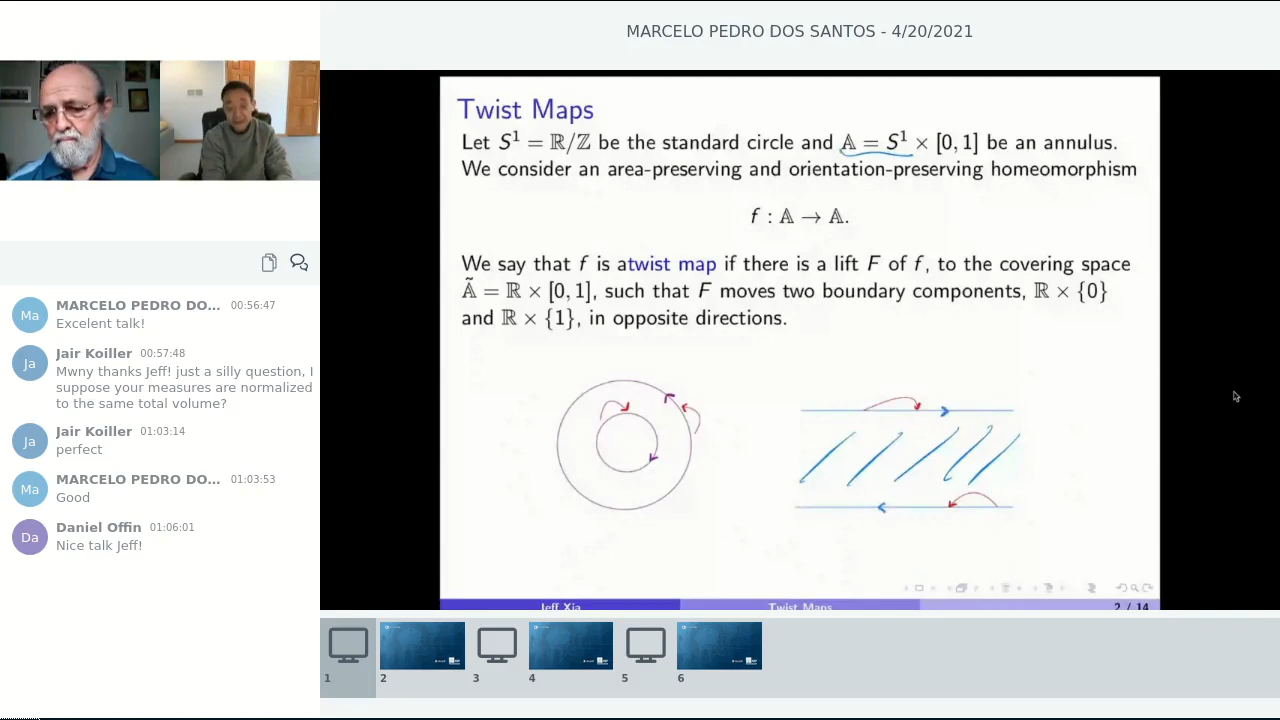 MARCELO PEDRO DOS SANTOS - 4/20/2021
Ma
MARCELO PEDRO DO... 00:56:47
Excelent talk!
Ja
Jair Koiller 00:57:48
Mwny thanks Jeff! just a silly question, I
suppose your measures are normalized
to the same total volume?
Ja
Jair Koiller 01:03:14
perfect
Ma
MARCELO PEDRO DO... 01:03:53
Good
Da
Daniel Offin 01:06:01
Nice talk Jeff!
Twist Maps
Let S¹ = ℝ/ℤ be the standard circle and 𝔸 = S¹ × [0, 1] be an annulus.
We consider an area-preserving and orientation-preserving homeomorphism
f : 𝔸 → 𝔸.
We say that f is atwist map if there is a lift F of f, to the covering space
𝔸̃ = ℝ × [0, 1], such that F moves two boundary components, ℝ × {0}
and ℝ × {1}, in opposite directions.
Jeff Xia Twist Maps 2 / 14
1 2 3 4 5 6